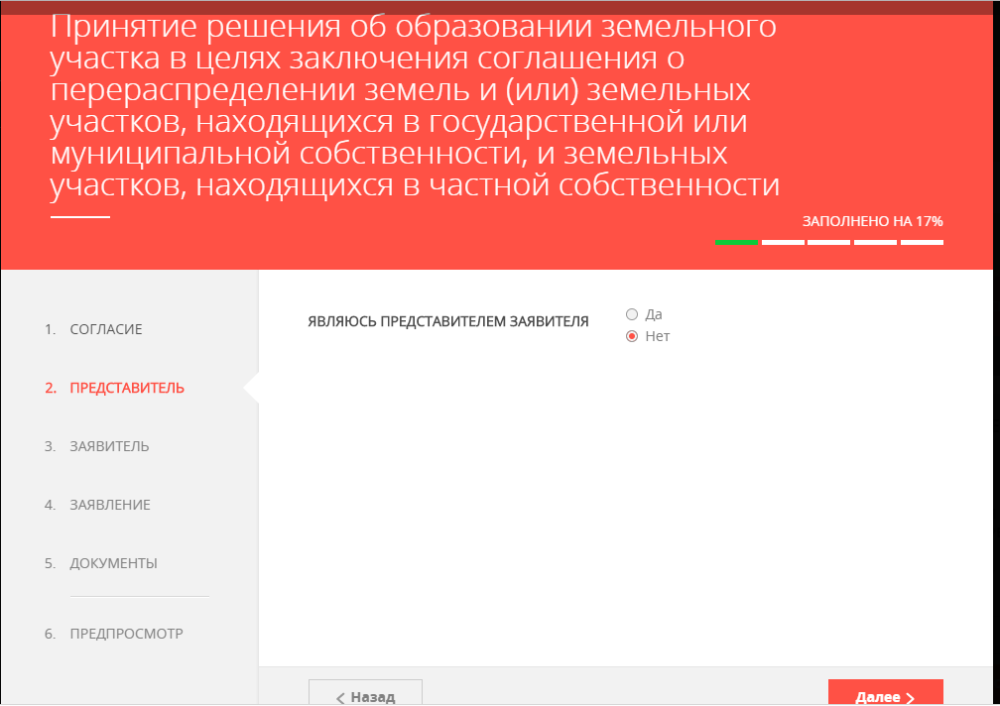 Принятие решения об образовании земельного
участка в целях заключения соглашения о
перераспределении земель и (или) земельных
участков, находящихся в государственной или
муниципальной собственности, и земельных
участков, находящихся в частной собственности
ЗАПОЛНЕНО НА 17%
1. СОГЛАСИЕ
2. ПРЕДСТАВИТЕЛЬ
3. ЗАЯВИТЕЛЬ
4. ЗАЯВЛЕНИЕ
5. ДОКУМЕНТЫ
6. ПРЕДПРОСМОТР
ЯВЛЯЮСЬ ПРЕДСТАВИТЕЛЕМ ЗАЯВИТЕЛЯ
Да
Нет
Назад
Далее